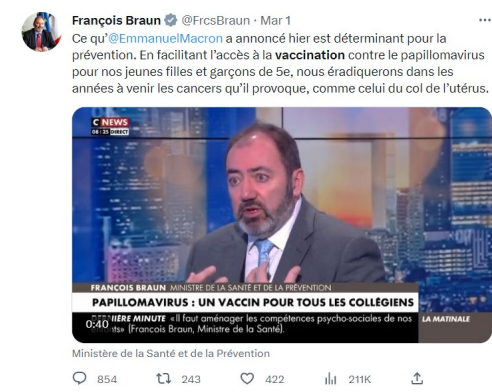 François Braun @FrcsBraun · Mar 1
Ce qu'@EmmanuelMacron a annoncé hier est déterminant pour la
prévention. En facilitant l'accès à la vaccination contre le papillomavirus
pour nos jeunes filles et garçons de 5e, nous éradiquerons dans les
années à venir les cancers qu'il provoque, comme celui du col de l'utérus.
CNEWS
08:25 DIRECT
FRANÇOIS BRAUN MINISTRE DE LA SANTÉ ET DE LA PRÉVENTION
PAPILLOMAVIRUS : UN VACCIN POUR TOUS LES COLLÉGIENS
MINUTE «Il faut aménager les compétences psycho-sociales de nos
LA MATINALE
0:40
(François Braun, Ministre de la Santé).
Ministère de la Santé et de la Prévention
854 243 422 211K